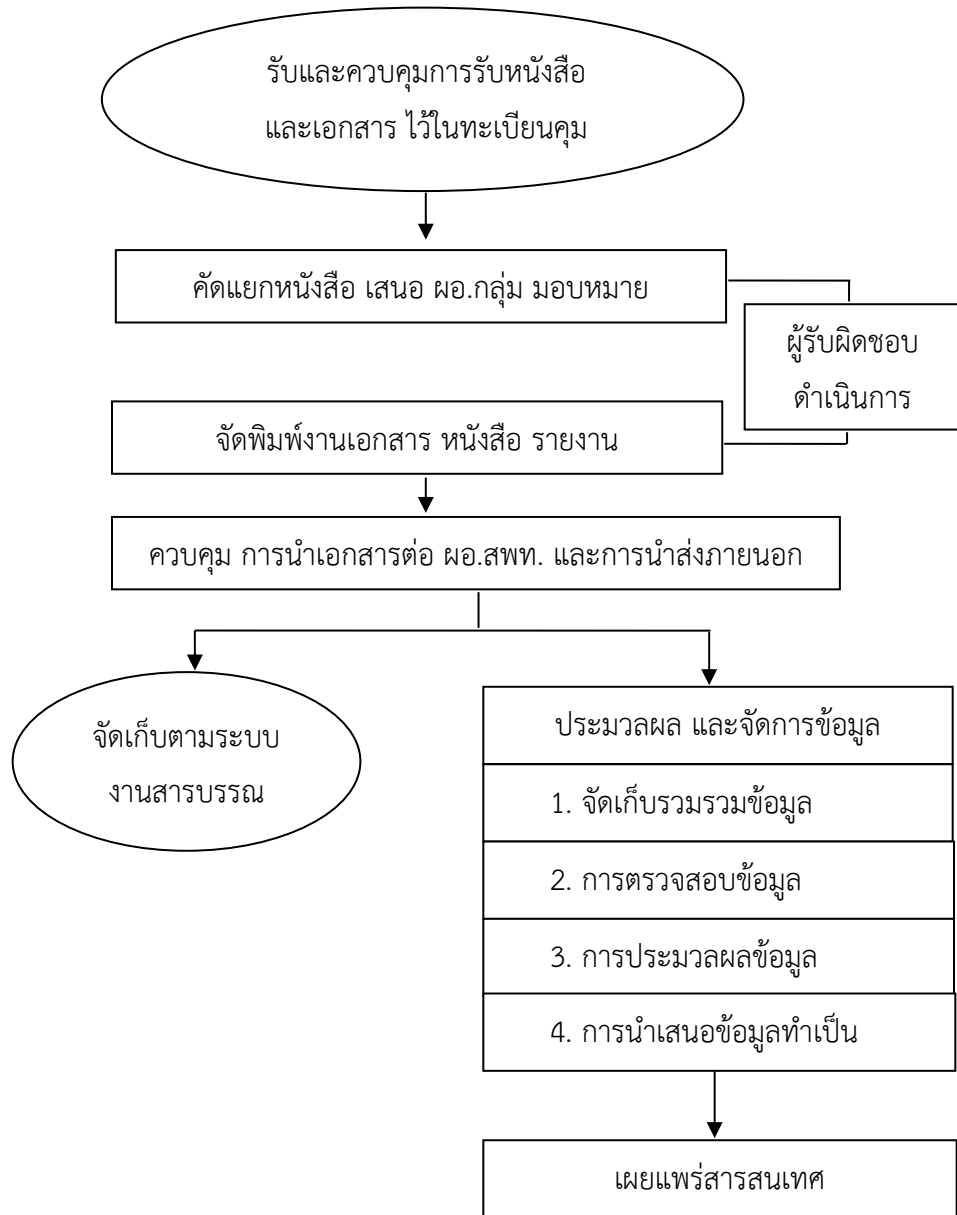 รับและควบคุมการรับหนังสือ
และเอกสาร ไว้ในทะเบียนคุม
คัดแยกหนังสือ เสนอ ผอ.กลุ่ม มอบหมาย
ผู้รับผิดชอบ
ดำเนินการ
จัดพิมพ์งานเอกสาร หนังสือ รายงาน
ควบคุม การนำเอกสารต่อ ผอ.สพท. และการนำส่งภายนอก
จัดเก็บตามระบบ
งานสารบรรณ
ประมวลผล และจัดการข้อมูล
1. จัดเก็บรวมรวมข้อมูล
2. การตรวจสอบข้อมูล
3. การประมวลผลข้อมูล
4. การนำเสนอข้อมูลทำเป็น
เผยแพร่สารสนเทศ